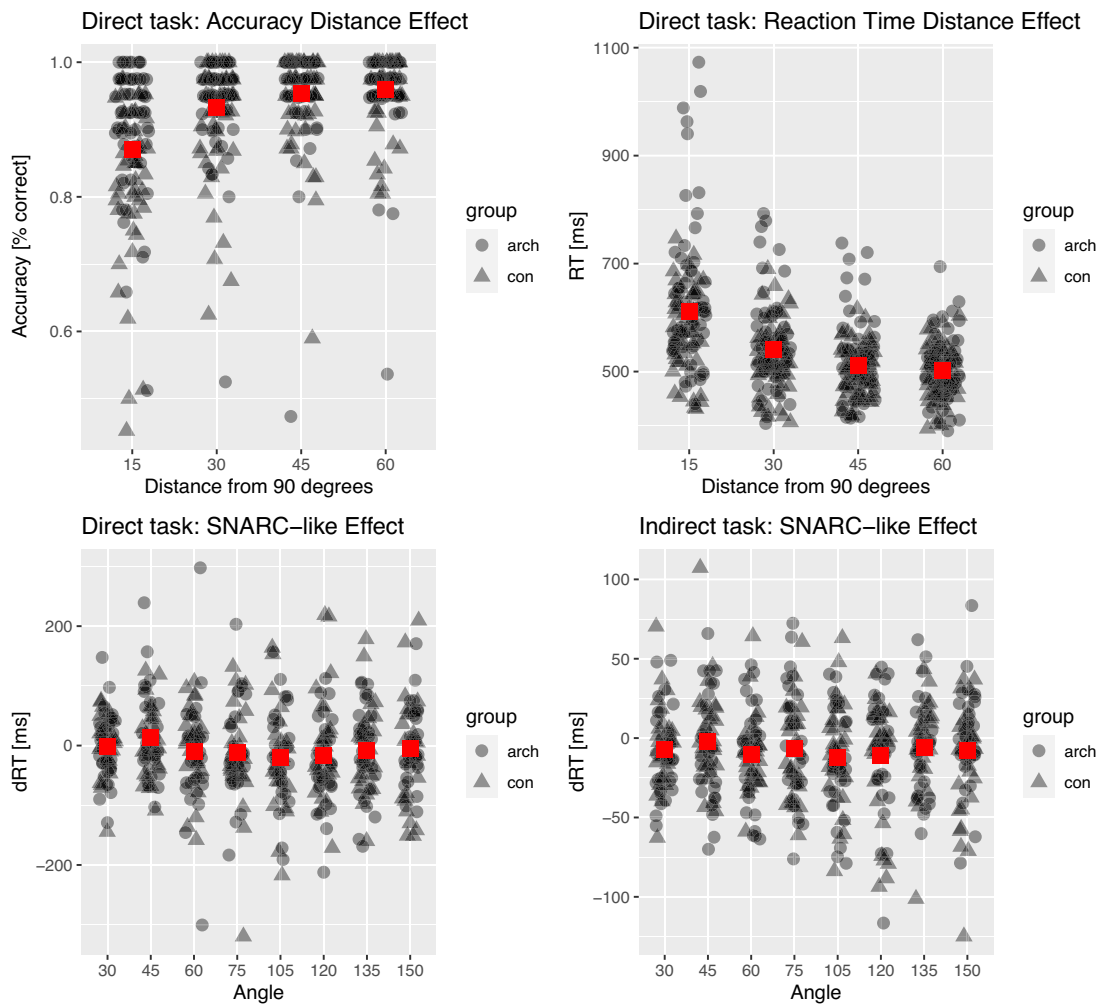 Direct task: Accuracy Distance Effect
Accuracy [% correct]
1.0
0.8
0.6
15 30 45 60
Distance from 90 degrees
group
arch
con
Direct task: Reaction Time Distance Effect
RT [ms]
1100
900
700
500
15 30 45 60
Distance from 90 degrees
group
arch
con
Direct task: SNARC−like Effect
dRT [ms]
200
0
−200
30 45 60 75 105 120 135 150
Angle
group
arch
con
Indirect task: SNARC−like Effect
dRT [ms]
100
50
0
−50
−100
30 45 60 75 105 120 135 150
Angle
group
arch
con